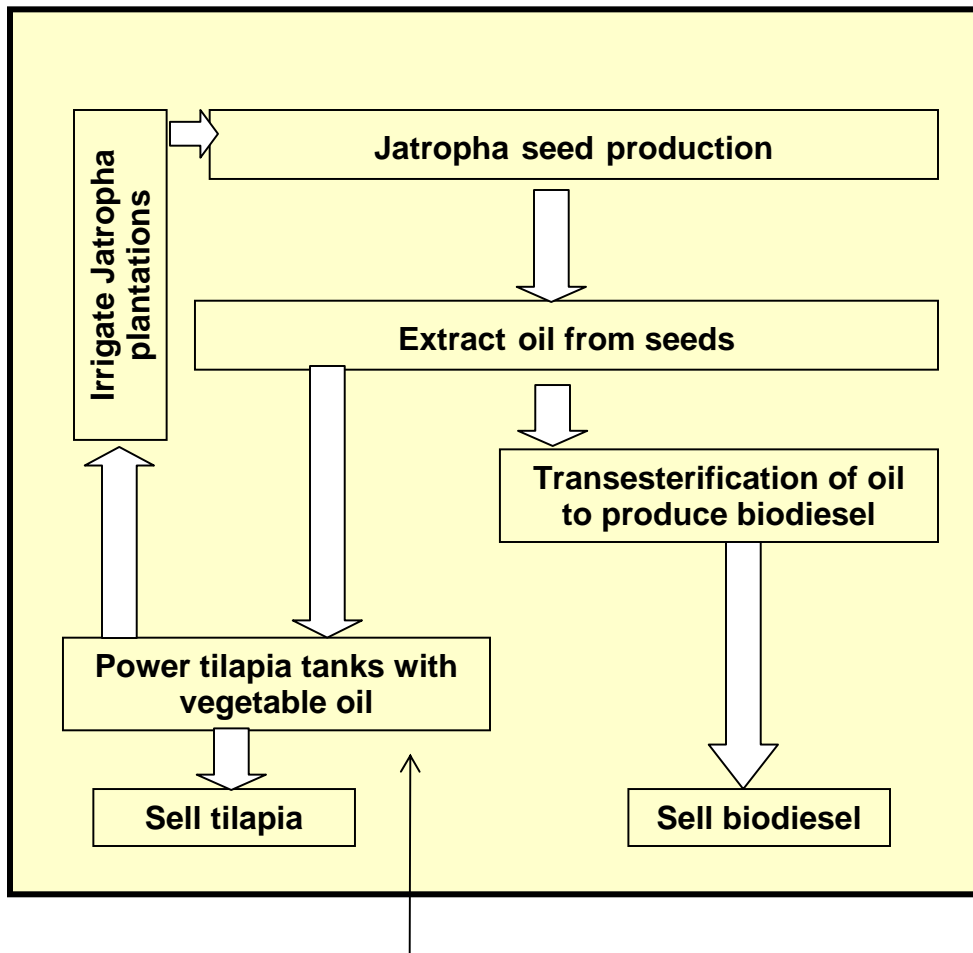 Jatropha seed production
Irrigate Jatropha
plantations
Extract oil from seeds
Transesterification of oil
to produce biodiesel
Power tilapia tanks with
vegetable oil
Sell tilapia
Sell biodiesel